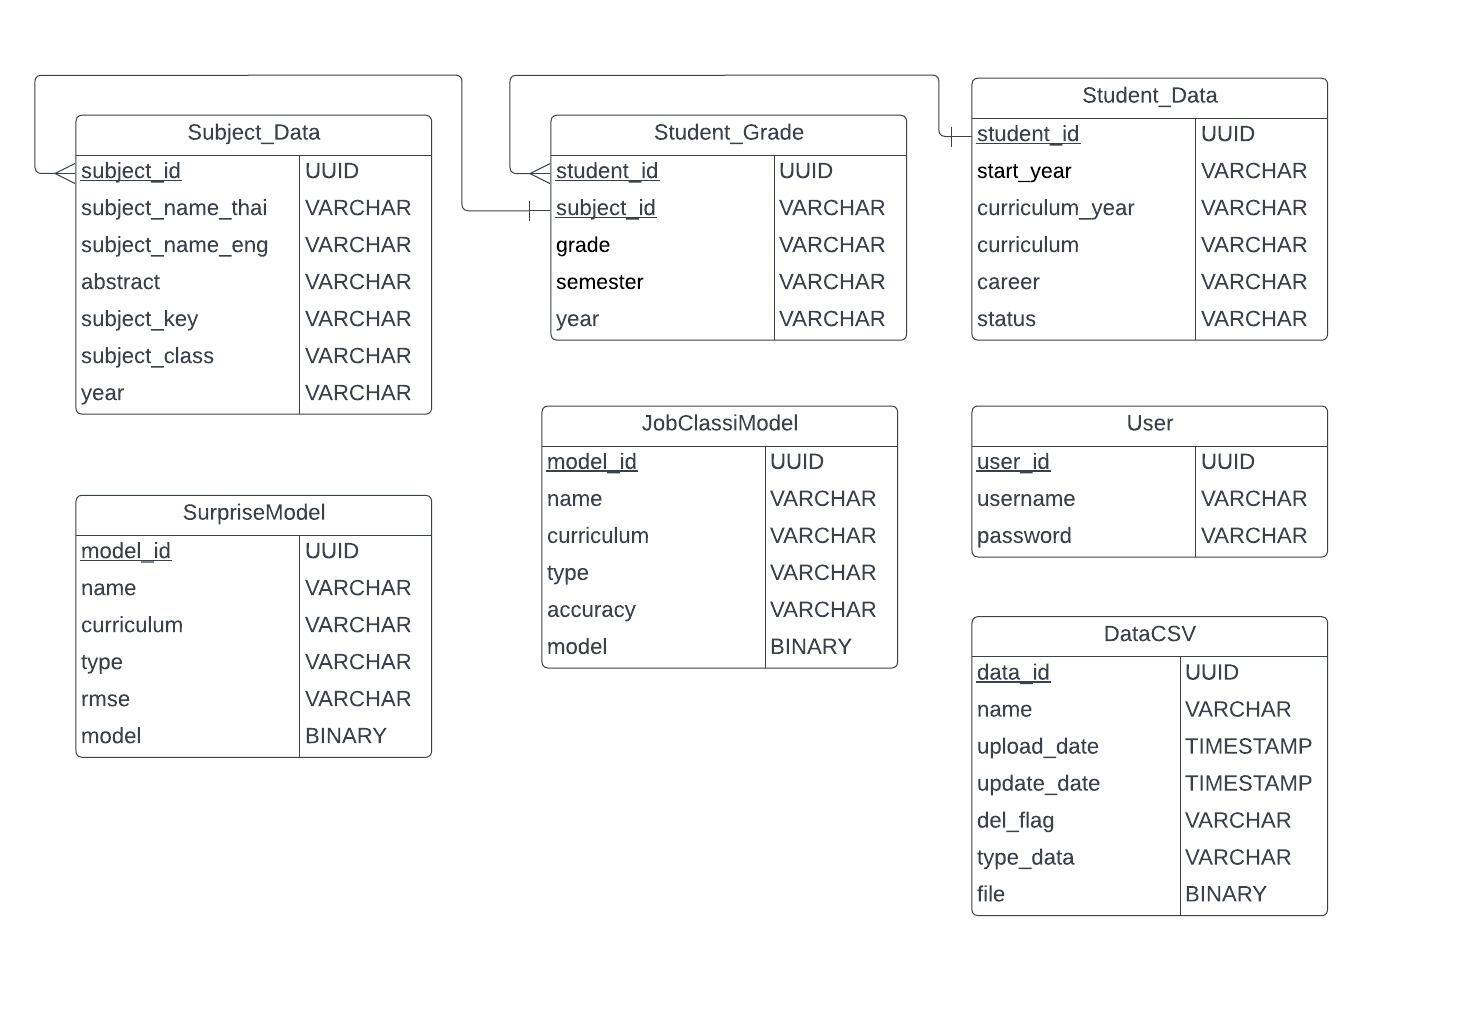 Subject_Data
subject_id UUID
subject_name_thai VARCHAR
subject_name_eng VARCHAR
abstract VARCHAR
subject_key VARCHAR
subject_class VARCHAR
year VARCHAR
Student_Grade
student_id UUID
subject_id VARCHAR
grade VARCHAR
semester VARCHAR
year VARCHAR
Student_Data
student_id UUID
start_year VARCHAR
curriculum_year VARCHAR
curriculum VARCHAR
career VARCHAR
status VARCHAR
SurpriseModel
model_id UUID
name VARCHAR
curriculum VARCHAR
type VARCHAR
rmse VARCHAR
model BINARY
JobClassiModel
model_id UUID
name VARCHAR
curriculum VARCHAR
type VARCHAR
accuracy VARCHAR
model BINARY
User
user_id UUID
username VARCHAR
password VARCHAR
DataCSV
data_id UUID
name VARCHAR
upload_date TIMESTAMP
update_date TIMESTAMP
del_flag VARCHAR
type_data VARCHAR
file BINARY